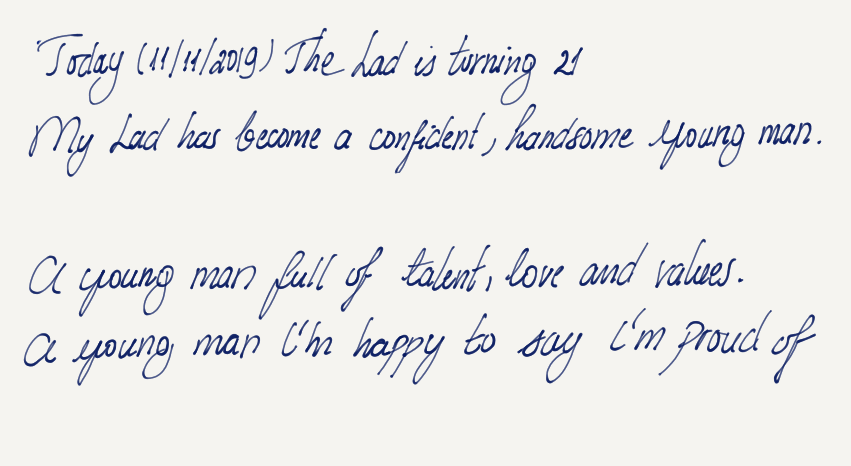 Today (11/11/2019) The Lad is turning 21
My Lad has become a confident, handsome young man.
A young man full of talent, love and values.
A young man I'm happy to say I'm proud of